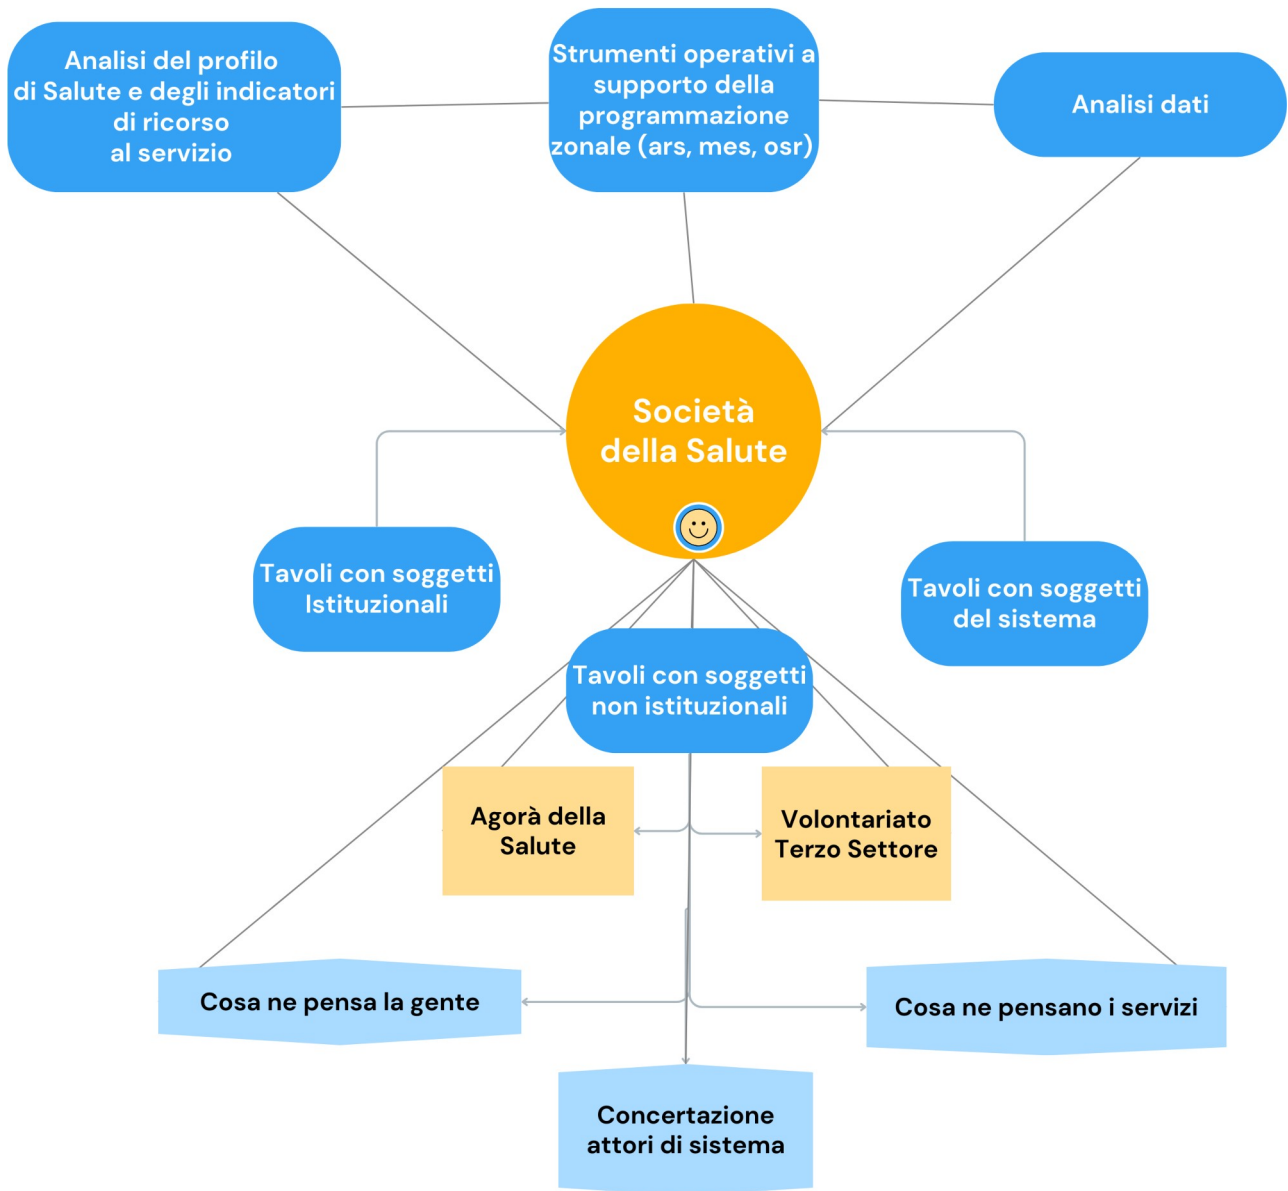 Analisi del profilo
di Salute e degli indicatori
di ricorso
al servizio
Strumenti operativi a
supporto della
programmazione
zonale (ars, mes, osr)
Analisi dati
Società
della Salute
Tavoli con soggetti
Istituzionali
Tavoli con soggetti
del sistema
Tavoli con soggetti
non istituzionali
Agorà della
Salute
Volontariato
Terzo Settore
Cosa ne pensa la gente
Cosa ne pensano i servizi
Concertazione
attori di sistema